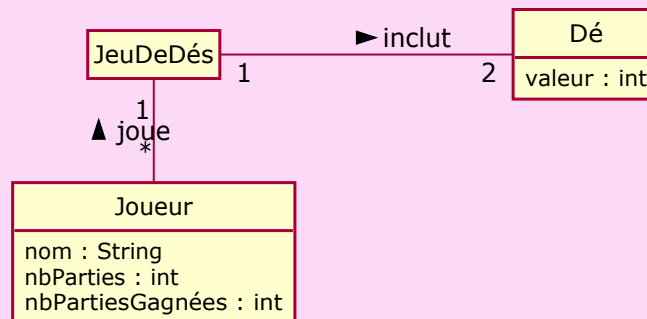 JeuDeDés
► inclut
1
2
Dé
valeur : int
1
▲ joue
*
Joueur
nom : String
nbParties : int
nbPartiesGagnées : int